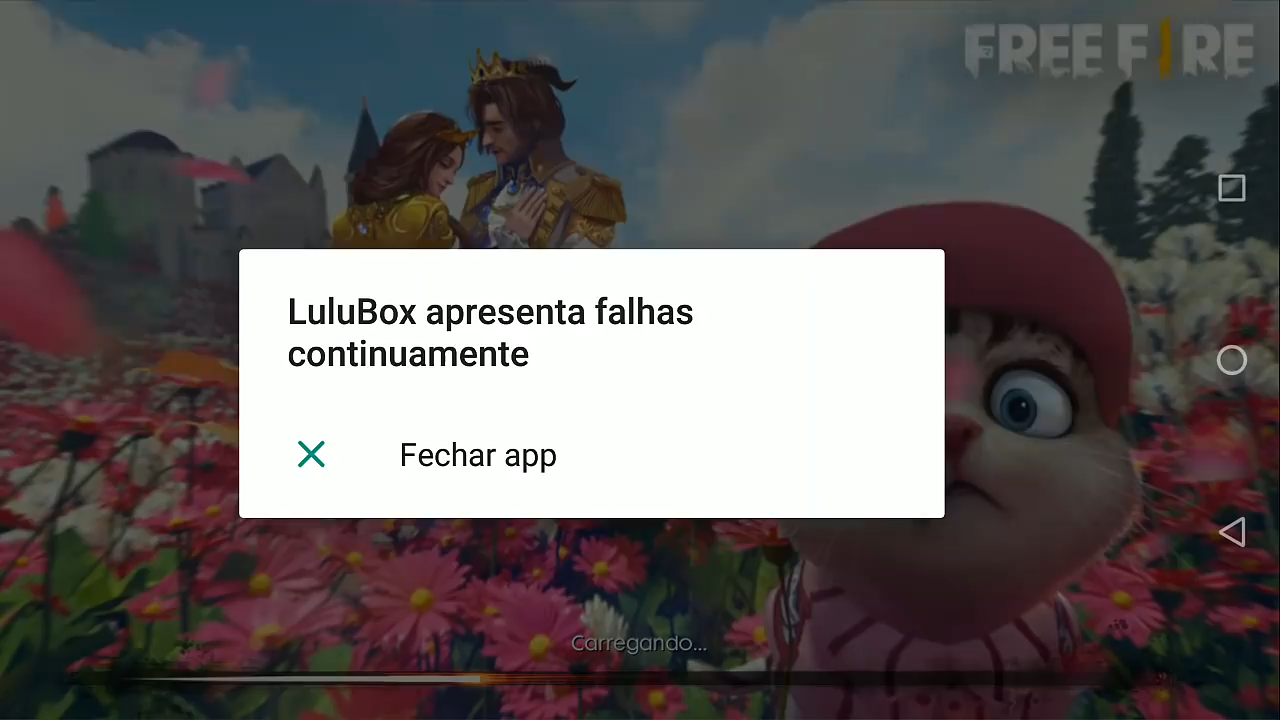 FREE FIRE
LuluBox apresenta falhas
continuamente
Fechar app
Carregando...